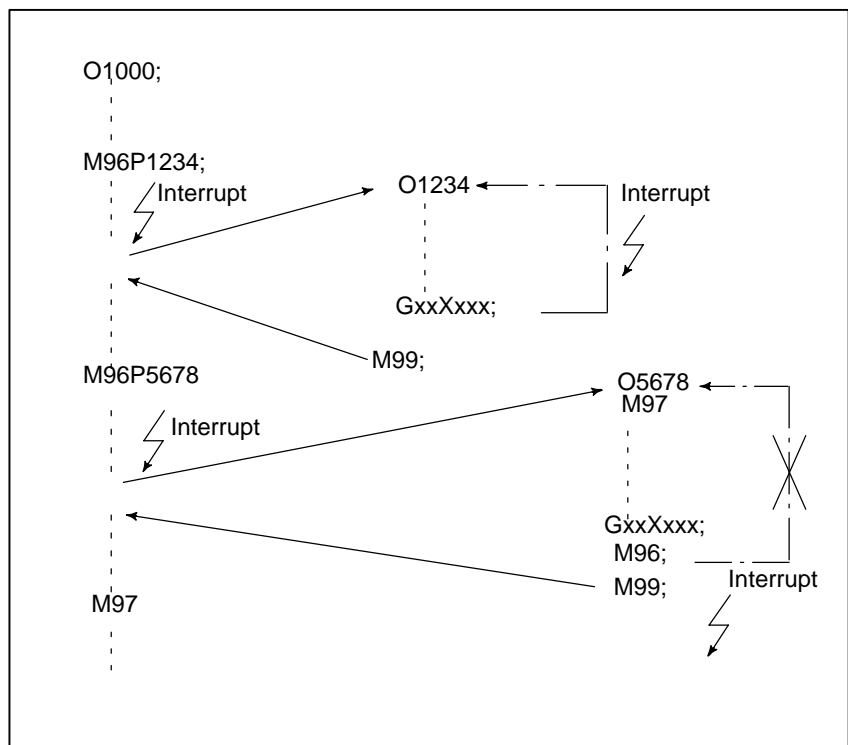 O1000;
M96P1234;
Interrupt
O1234
Interrupt
GxxXxxx;
M99;
M96P5678
O5678
M97
Interrupt
GxxXxxx;
M96;
Interrupt
M99;
M97